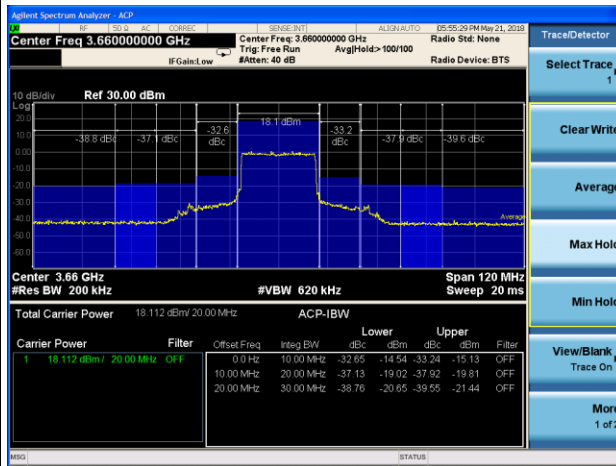 Agilent Spectrum Analyzer - ACP
RF 50 Ω AC CORREC SENSE:INT ALIGN AUTO 05:55:29 PM May 21, 2018
Center Freq 3.660000000 GHz
Center Freq: 3.660000000 GHz Radio Std: None
Trig: Free Run Avg|Hold:> 100/100
IFGain:Low #Atten: 40 dB Radio Device: BTS
Trace/Detector
Select Trace
1
Clear Write
Average
Max Hold
Min Hold
View/Blank
Trace On
More
1 of 2
10 dB/div Ref 30.00 dBm
Log
20.0
10.0
0.00
-10.0
-20.0
-30.0
-40.0
-50.0
-60.0
-38.8 dBc -37.1 dBc -32.6 dBc 18.1 dBm -33.2 dBc -37.9 dBc -39.6 dBc
Average
Center 3.66 GHz Span 120 MHz
#Res BW 200 kHz #VBW 620 kHz Sweep 20 ms
Total Carrier Power 18.112 dBm/ 20.00 MHz ACP-IBW
Lower Upper
Carrier Power Filter Offset Freq Integ BW dBc dBm dBc dBm Filter
1 18.112 dBm / 20.00 MHz OFF 0.0 Hz 10.00 MHz -32.65 -14.54 -33.24 -15.13 OFF
10.00 MHz 20.00 MHz -37.13 -19.02 -37.92 -19.81 OFF
20.00 MHz 30.00 MHz -38.76 -20.65 -39.55 -21.44 OFF
MSG STATUS